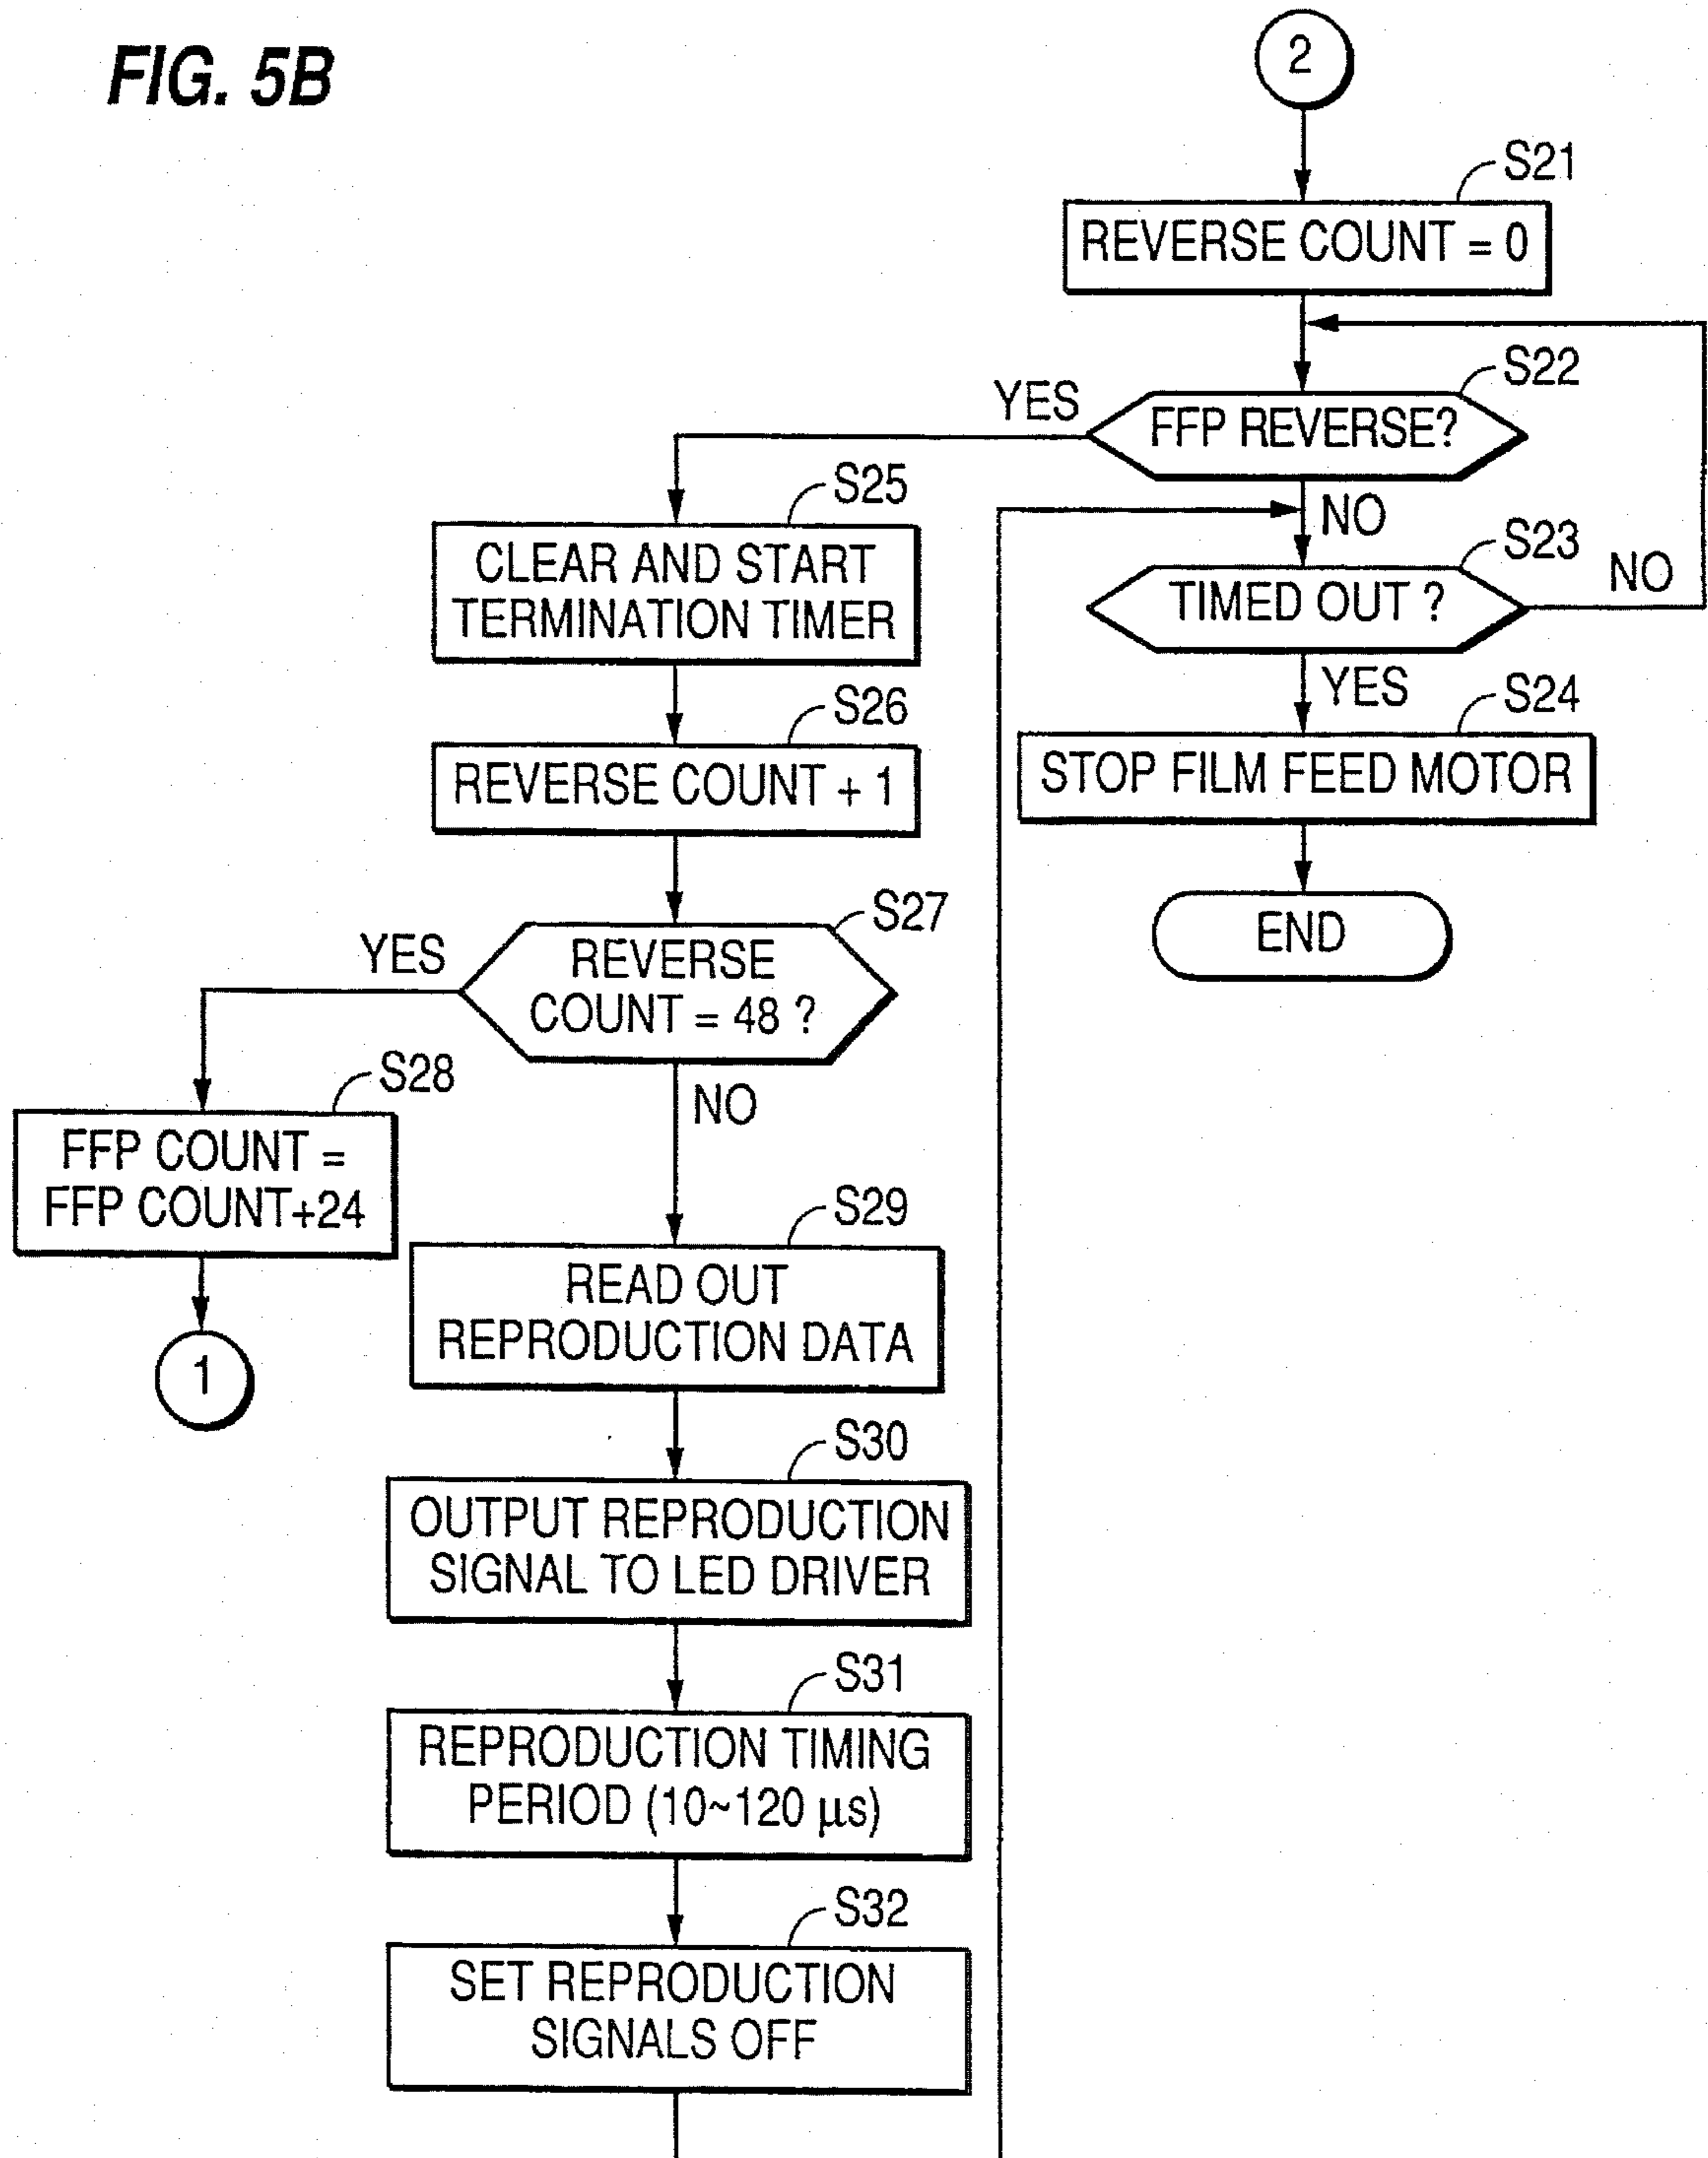 FIG. 5B
2
S21
REVERSE COUNT = 0
S22
FFP REVERSE?
YES
NO
S23
TIMED OUT ?
NO
YES
S24
STOP FILM FEED MOTOR
END
S25
CLEAR AND START
TERMINATION TIMER
S26
REVERSE COUNT + 1
S27
REVERSE
COUNT = 48 ?
YES
NO
S28
FFP COUNT =
FFP COUNT+24
1
S29
READ OUT
REPRODUCTION DATA
S30
OUTPUT REPRODUCTION
SIGNAL TO LED DRIVER
S31
REPRODUCTION TIMING
PERIOD (10~120 µs)
S32
SET REPRODUCTION
SIGNALS OFF